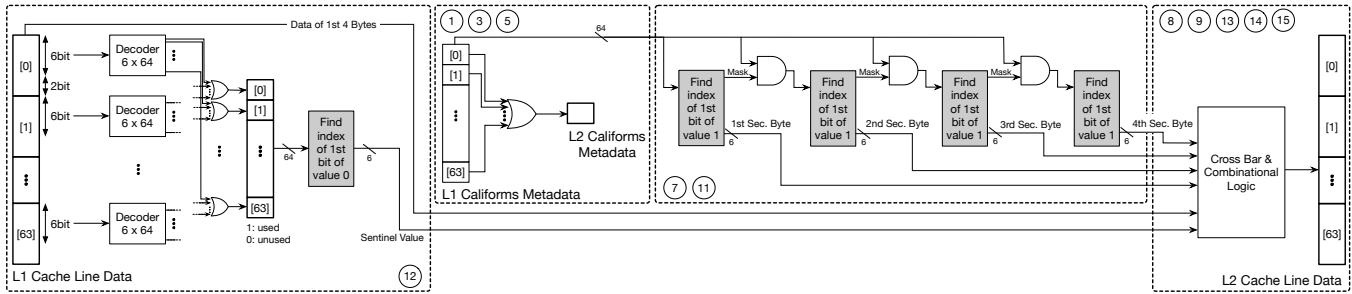 Data of 1st 4 Bytes
[0]
[1]
[63]
6bit
2bit
6bit
6bit
Decoder
6 x 64
Decoder
6 x 64
Decoder
6 x 64
[0]
[1]
[63]
1: used
0: unused
64
Find
index
of 1st
bit of
value 0
6
Sentinel Value
L1 Cache Line Data
12
1
3
5
[0]
[1]
[63]
L2 Califorms
Metadata
L1 Califorms Metadata
64
Find
index
of 1st
bit of
value 1
Mask
1st Sec. Byte
6
Find
index
of 1st
bit of
value 1
Mask
2nd Sec. Byte
6
Find
index
of 1st
bit of
value 1
Mask
3rd Sec. Byte
6
Find
index
of 1st
bit of
value 1
4th Sec. Byte
6
7
11
8
9
13
14
15
Cross Bar &
Combinational
Logic
[0]
[1]
[63]
L2 Cache Line Data